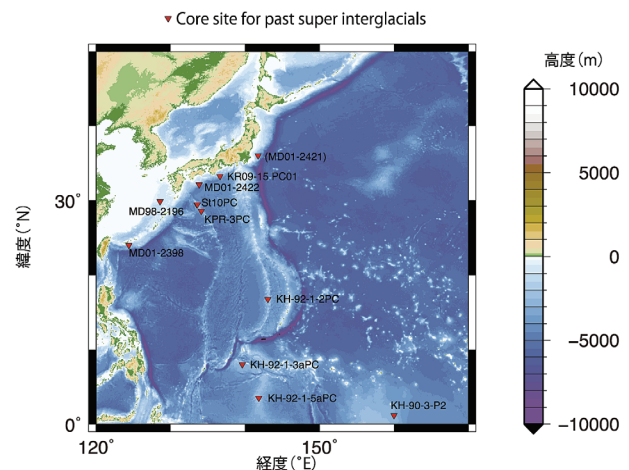 Core site for past super interglacials
高度(m)
10000
5000
0
−5000
−10000
(MD01-2421)
KR09-15 PC01
MD01-2422
St10PC
MD98-2196
KPR-3PC
MD01-2398
KH-92-1-2PC
KH-92-1-3aPC
KH-92-1-5aPC
KH-90-3-P2
30˚
0˚
緯度(˚N)
120˚
150˚
経度(˚E)